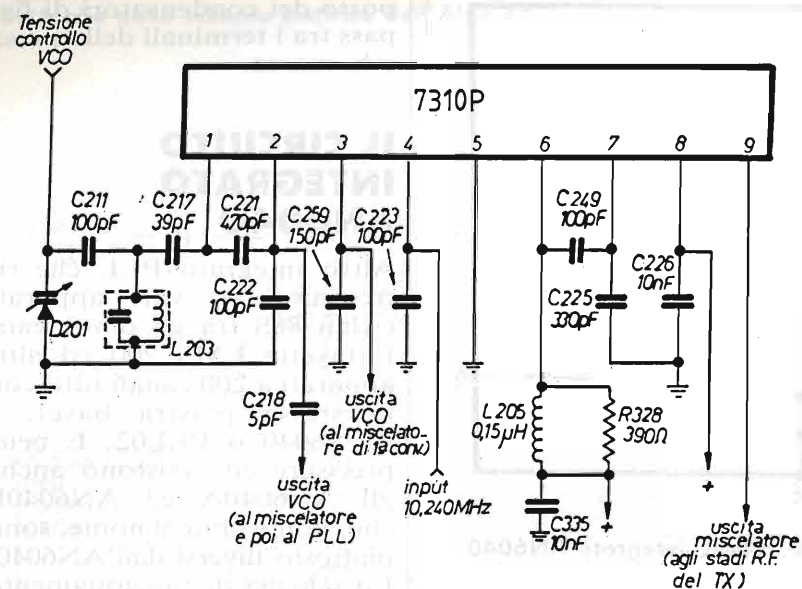 Tensione
controllo
VCO
7310P
1 2 3 4 5 6 7 8 9
C211
100pF
C217
39pF
C221
470pF
C259
150pF
C223
100pF
C249
100pF
C222
100pF
C225
330pF
C226
10nF
D201
L203
C218
5pF
uscita
VCO
(al miscelato_
re di 1ª conv.)
L205
0,15µH
R328
390Ω
uscita
VCO
(al miscelatore
e poi al PLL)
input
10,240MHz
C335
10nF
+
+
uscita
miscelatore
(agli stadi R.F.
del TX)